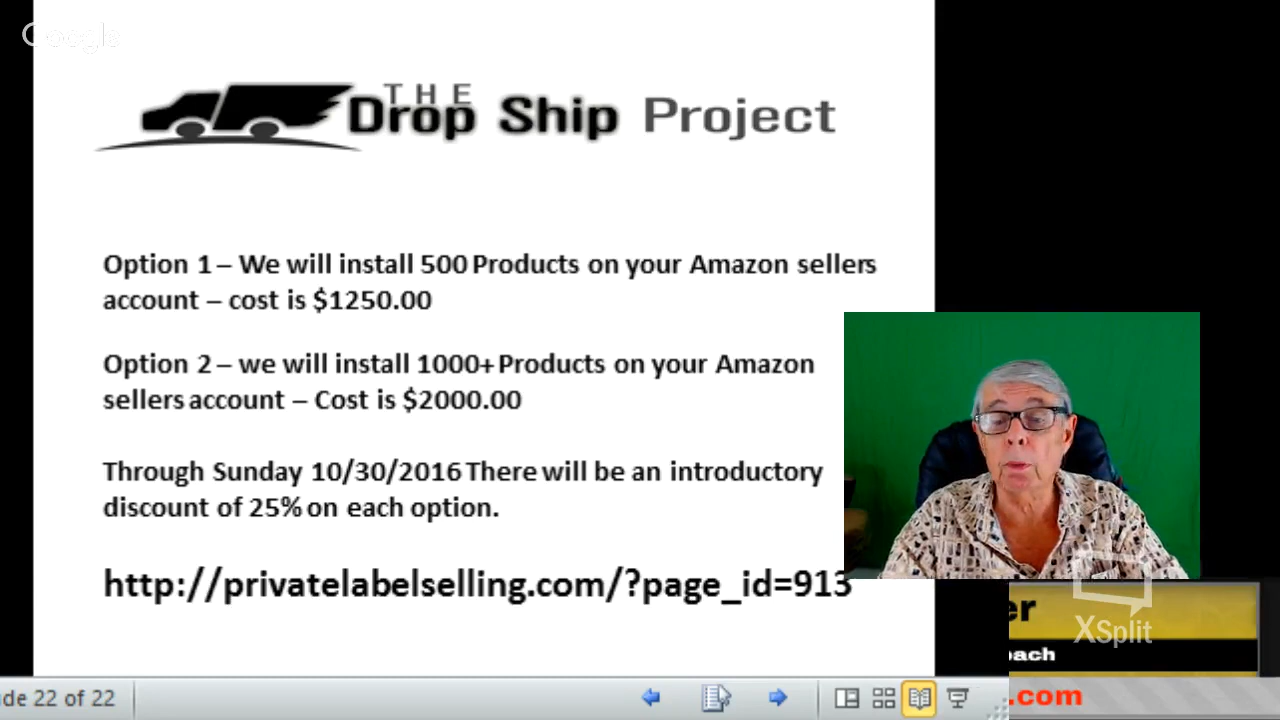 Google
THE
Drop Ship Project
Option 1 – We will install 500 Products on your Amazon sellers
account – cost is $1250.00
Option 2 – we will install 1000+ Products on your Amazon
sellers account – Cost is $2000.00
Through Sunday 10/30/2016 There will be an introductory
discount of 25% on each option.
http://privatelabelselling.com/?page_id=913
er
XSplit
oach
.com
de 22 of 22